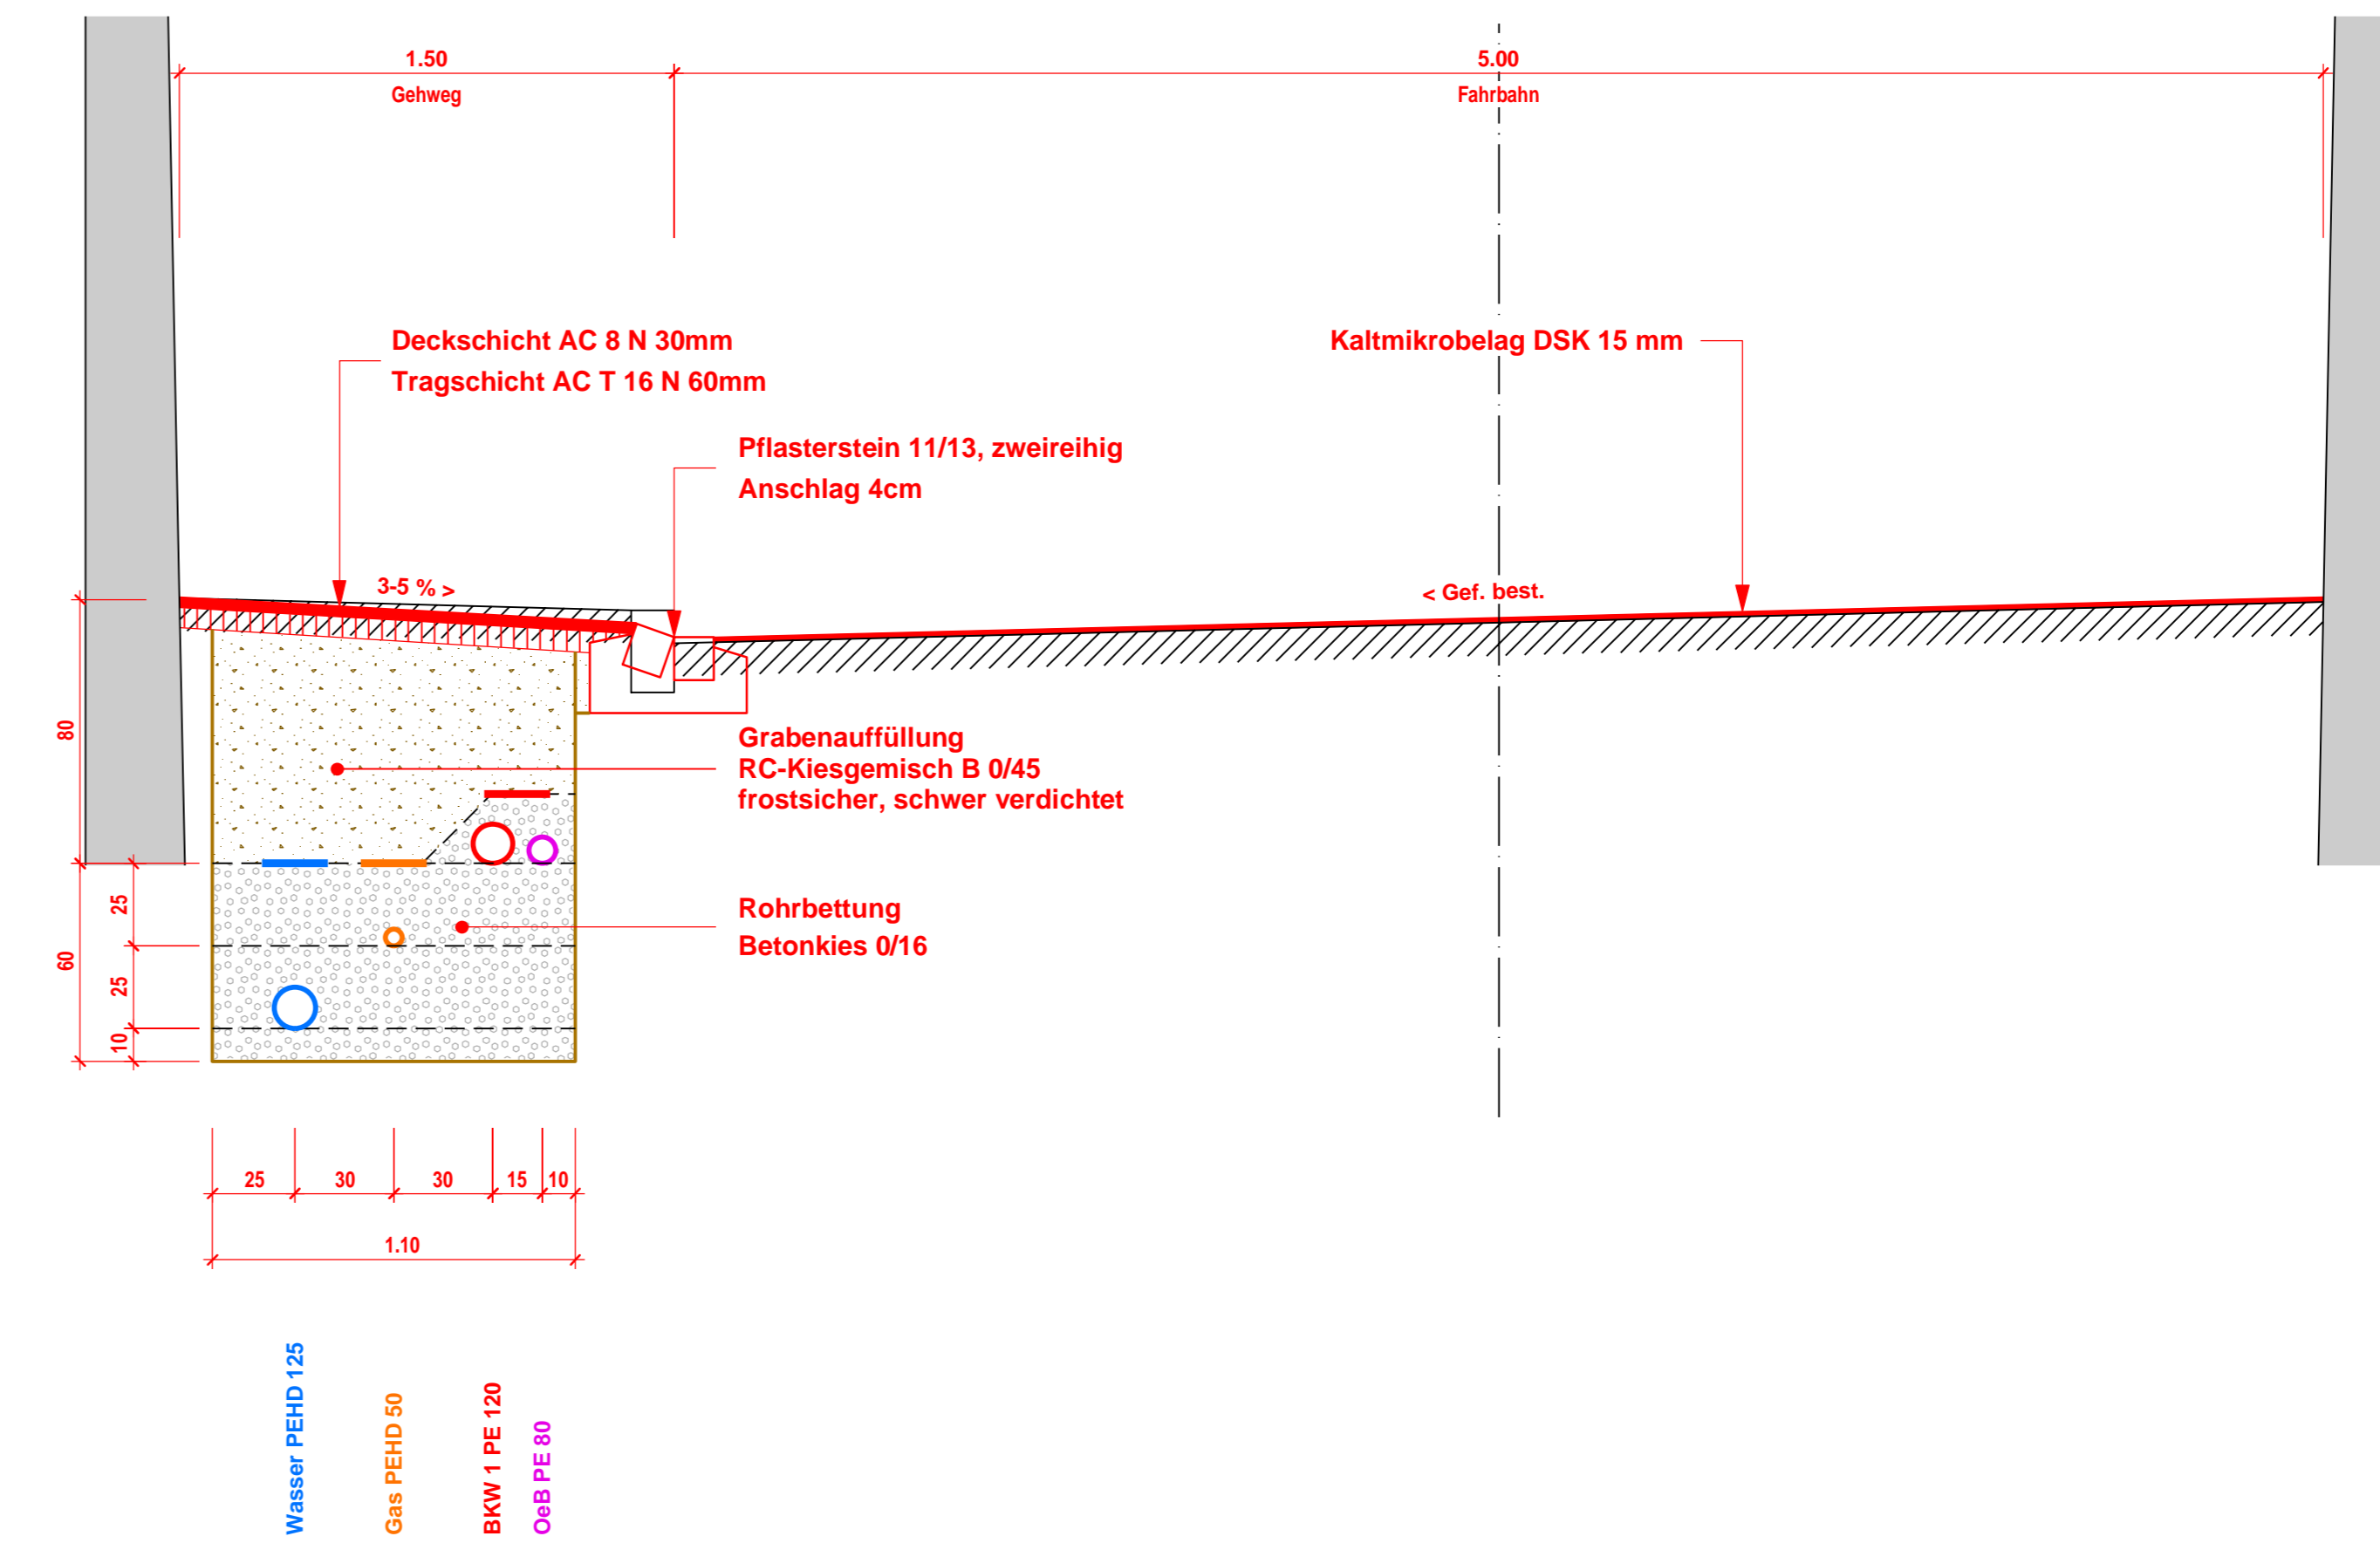 1.50
5.00
Gehweg
Fahrbahn
Deckschicht AC 8 N 30mm
Tragschicht AC T 16 N 60mm
Kaltmikrobelag DSK 15 mm
Pflasterstein 11/13, zweireihig
Anschlag 4cm
3-5 % >
< Gef. best.
Grabenauffüllung
RC-Kiesgemisch B 0/45
frostsicher, schwer verdichtet
80
25
Rohrbettung
Betonkies 0/16
60
25
10
25
30
30
15
10
1.10
Wasser PEHD 125
Gas PEHD 50
BKW 1 PE 120
OeB PE 80